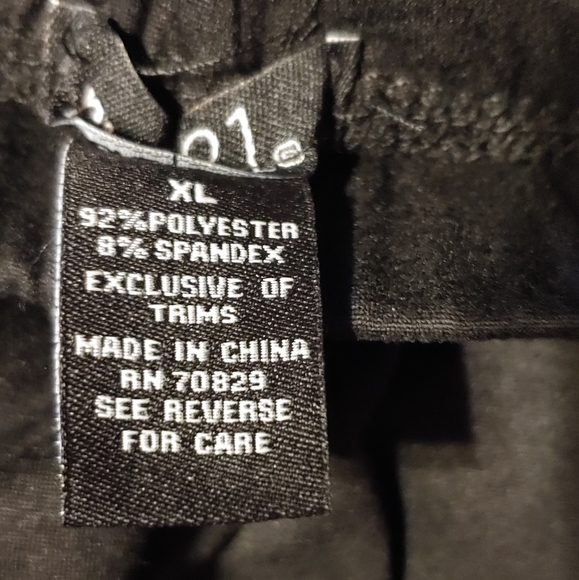 XL
92% POLYESTER
8% SPANDEX
EXCLUSIVE OF
TRIMS
MADE IN CHINA
RN 70829
SEE REVERSE
FOR CARE